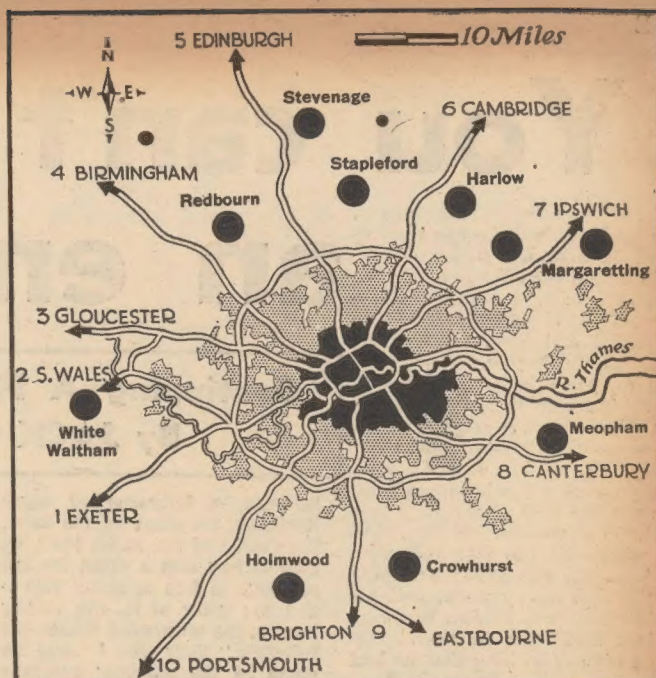 5 EDINBURGH
10 Miles
N
W E
S
Stevenage
6 CAMBRIDGE
4 BIRMINGHAM
Stapleford
Harlow
Redbourn
7 IPSWICH
Margaretting
3 GLOUCESTER
R. Thames
2 S. WALES
White
Waltham
Meopham
8 CANTERBURY
1 EXETER
Holmwood
Crowhurst
BRIGHTON 9
EASTBOURNE
10 PORTSMOUTH